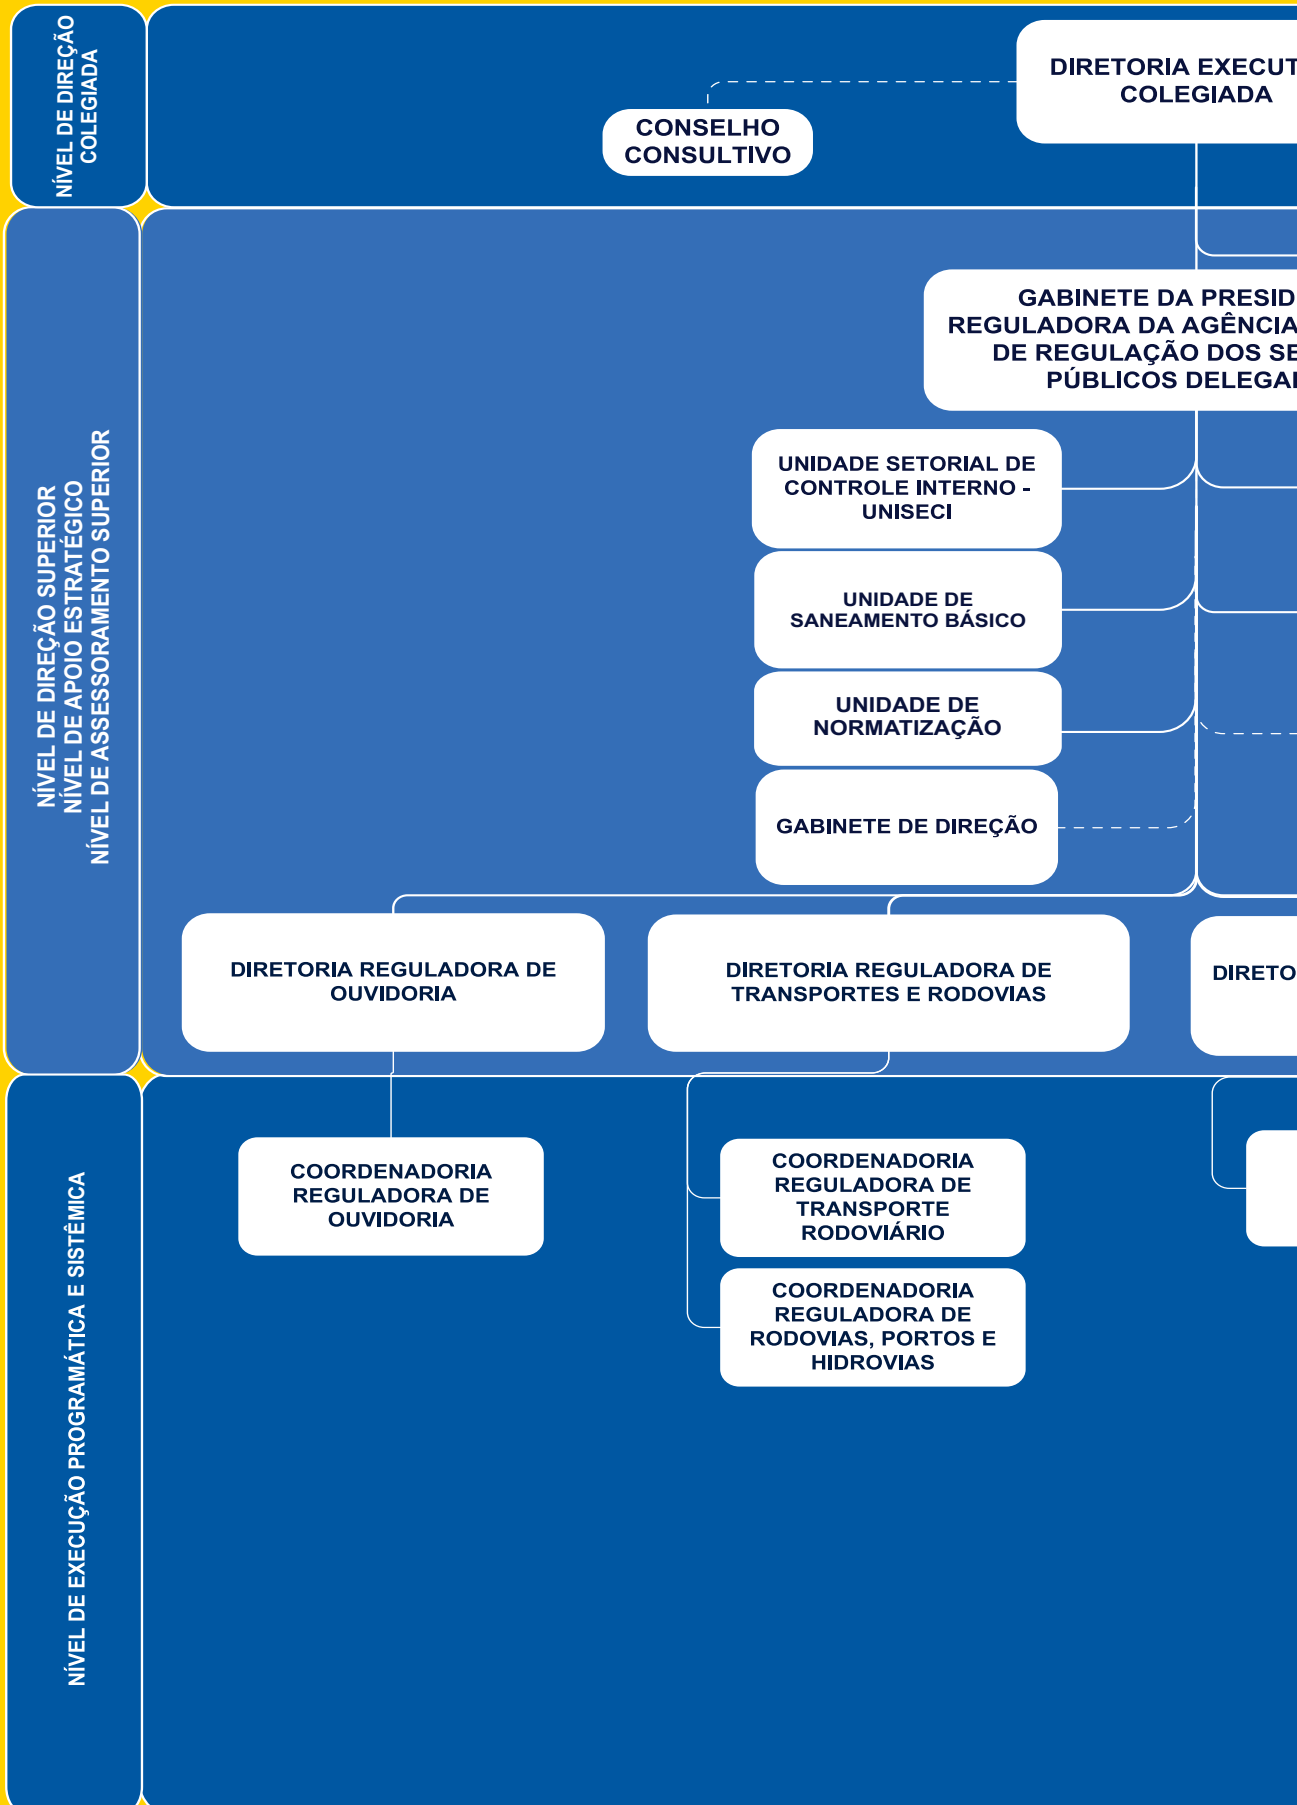 NÍVEL DE DIREÇÃO
COLEGIADA
DIRETORIA EXECUT
COLEGIADA
CONSELHO
CONSULTIVO
NÍVEL DE DIREÇÃO SUPERIOR
NÍVEL DE APOIO ESTRATÉGICO
NÍVEL DE ASSESSORAMENTO SUPERIOR
GABINETE DA PRESID
REGULADORA DA AGÊNCIA
DE REGULAÇÃO DOS SE
PÚBLICOS DELEGA
UNIDADE SETORIAL DE
CONTROLE INTERNO -
UNISECI
UNIDADE DE
SANEAMENTO BÁSICO
UNIDADE DE
NORMATIZAÇÃO
GABINETE DE DIREÇÃO
DIRETORIA REGULADORA DE
OUVIDORIA
DIRETORIA REGULADORA DE
TRANSPORTES E RODOVIAS
DIRETO
NÍVEL DE EXECUÇÃO PROGRAMÁTICA E SISTÊMICA
COORDENADORIA
REGULADORA DE
OUVIDORIA
COORDENADORIA
REGULADORA DE
TRANSPORTE
RODOVIÁRIO
COORDENADORIA
REGULADORA DE
RODOVIAS, PORTOS E
HIDROVIAS